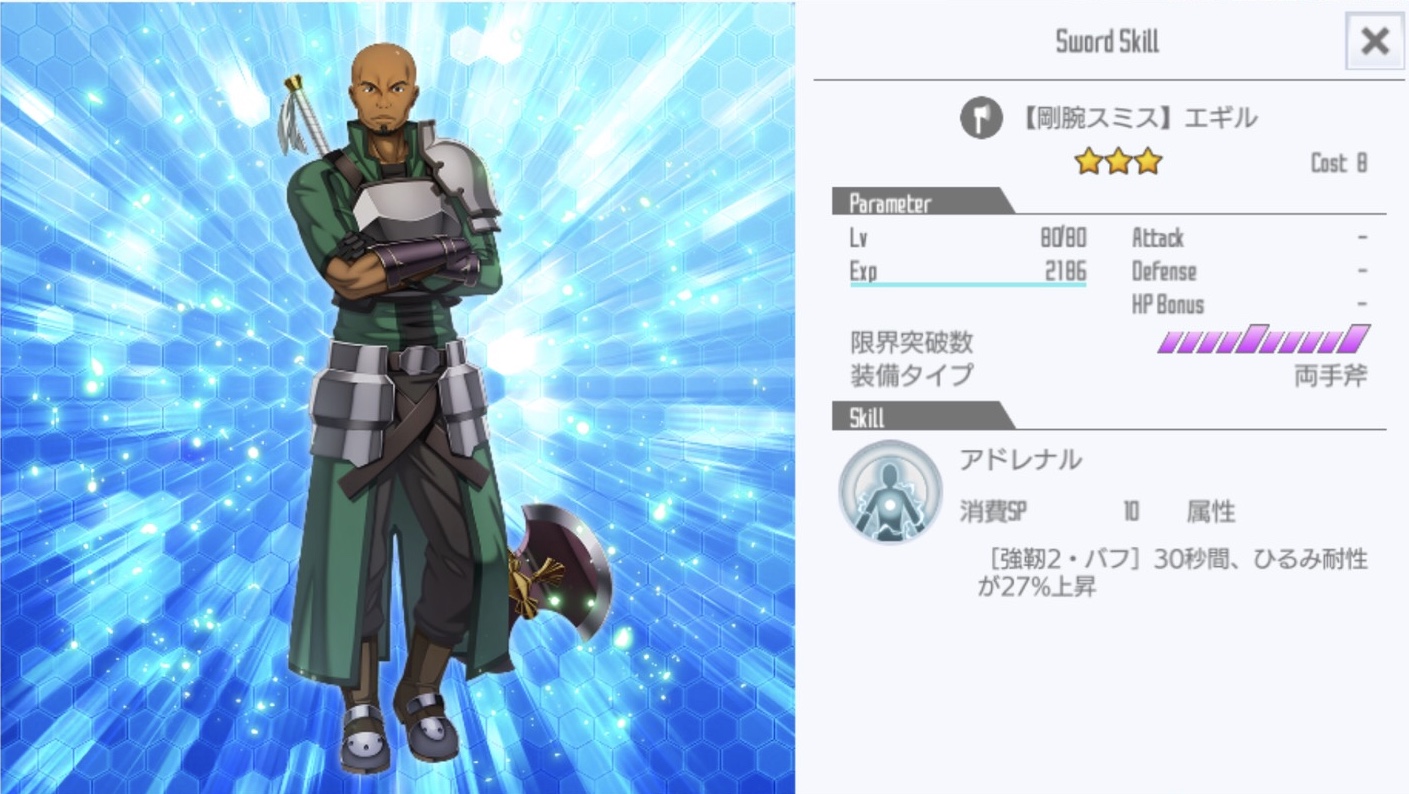 Sword Skill
【剛腕スミス】エギル
Cost 8
Parameter
Lv 80/80 Attack -
Exp 2186 Defense -
HP Bonus -
限界突破数
装備タイプ 両手斧
Skill
アドレナル
消費SP 10 属性
［強靭2・バフ］30秒間、ひるみ耐性
が27%上昇